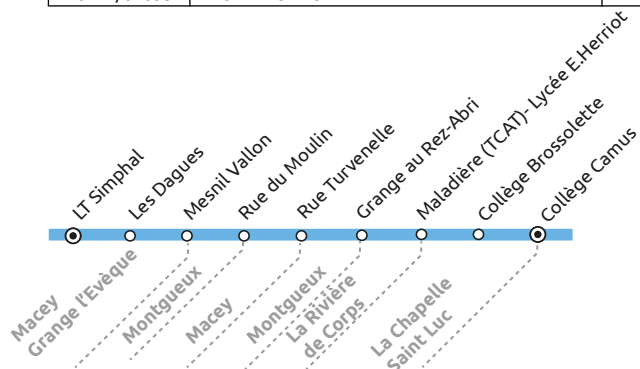 LT Simphal
Les Dagues
Mesnil Vallon
Rue du Moulin
Rue Turvenelle
Grange au Rez-Abri
Maladière (TCAT)- Lycée E.Herriot
Collège Brossolette
Collège Camus
Macey
Grange l'Evèque
Montgueux
Macey
Montgueux
La Rivière
de Corps
La Chapelle
Saint Luc